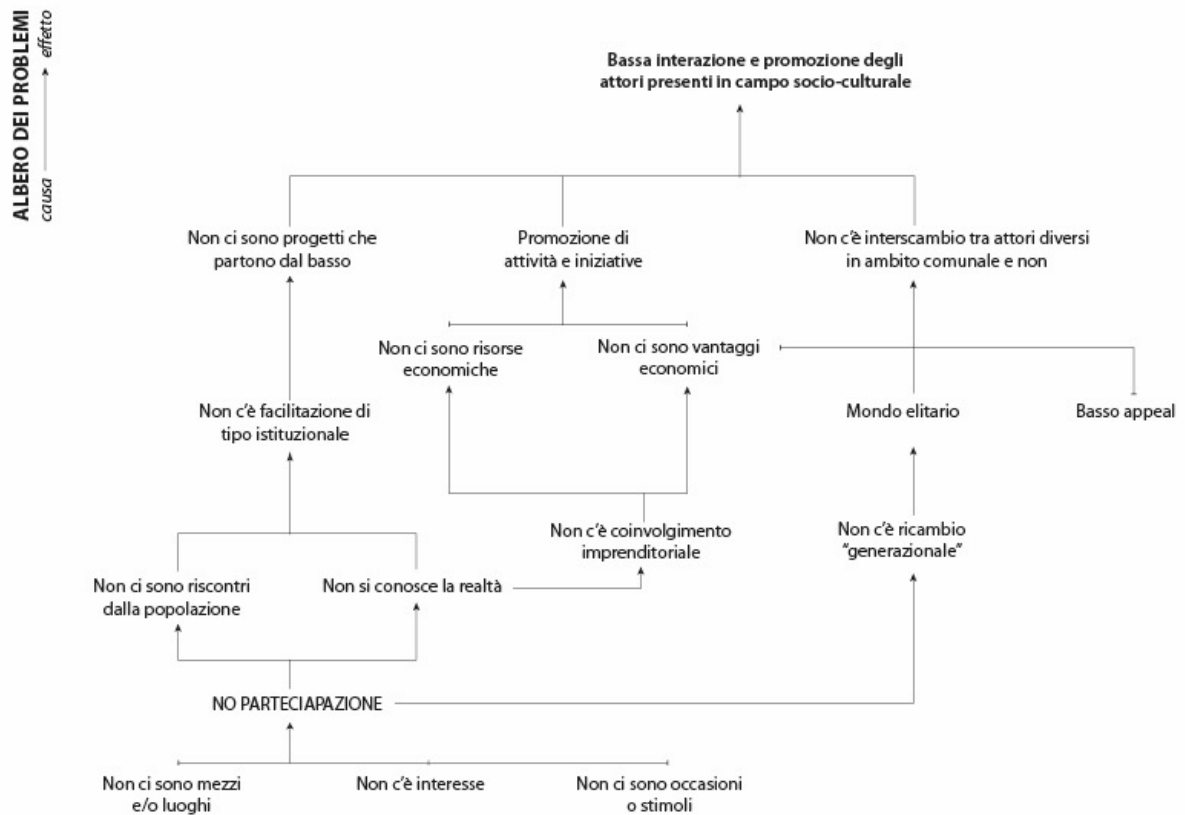 ALBERO DEI PROBLEMI
causa effetto
Bassa interazione e promozione degli
attori presenti in campo socio-culturale
Non ci sono progetti che
partono dal basso
Promozione di
attività e iniziative
Non c'è interscambio tra attori diversi
in ambito comunale e non
Non ci sono risorse
economiche
Non ci sono vantaggi
economici
Non c'è facilitazione di
tipo istituzionale
Mondo elitario
Basso appeal
Non c'è coinvolgimento
imprenditoriale
Non c'è ricambio
"generazionale"
Non ci sono riscontri
dalla popolazione
Non si conosce la realtà
NO PARTECIAPAZIONE
Non ci sono mezzi
e/o luoghi
Non c'è interesse
Non ci sono occasioni
o stimoli